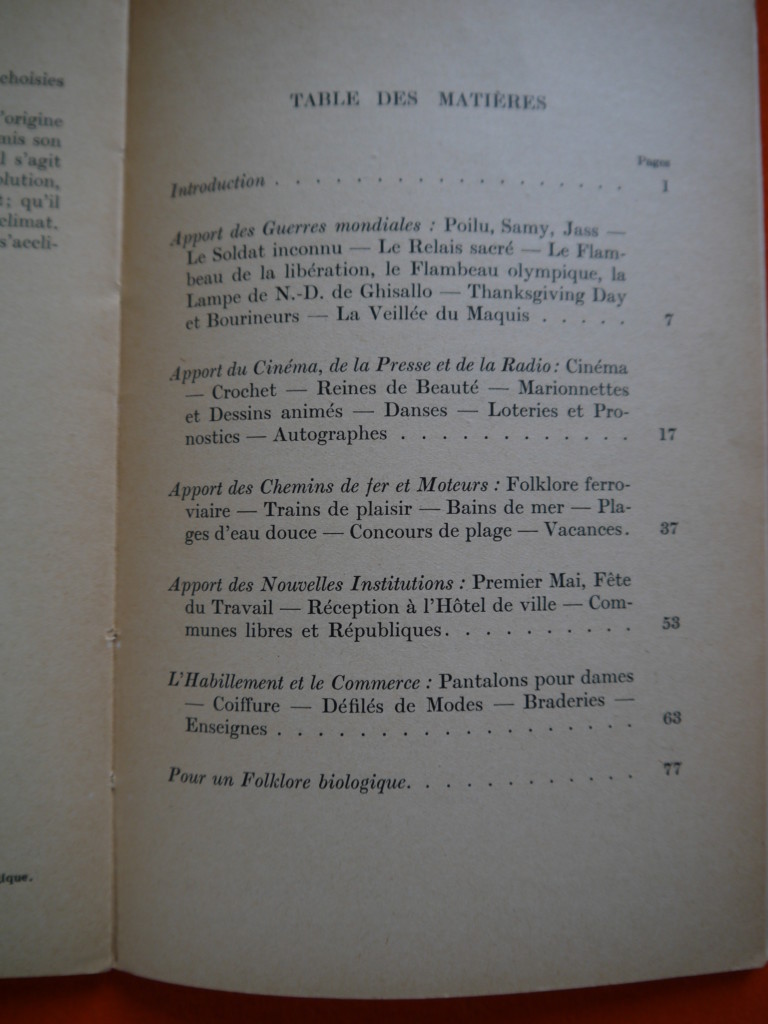 choisies
'origine
mis son
l s'agit
olution,
t; qu'il
climat.
s'accli-
ique.
TABLE DES MATIÈRES
Pages
Introduction . . . . . . . . . . . . . . . . . 1
Apport des Guerres mondiales : Poilu, Samy, Jass —
Le Soldat inconnu — Le Relais sacré — Le Flam-
beau de la libération, le Flambeau olympique, la
Lampe de N.-D. de Ghisallo — Thanksgiving Day
et Bourineurs — La Veillée du Maquis . . . . . 7
Apport du Cinéma, de la Presse et de la Radio : Cinéma
— Crochet — Reines de Beauté — Marionnettes
et Dessins animés — Danses — Loteries et Pro-
nostics — Autographes . . . . . . . . . . . . 17
Apport des Chemins de fer et Moteurs : Folklore ferro-
viaire — Trains de plaisir — Bains de mer — Pla-
ges d'eau douce — Concours de plage — Vacances. 37
Apport des Nouvelles Institutions : Premier Mai, Fête
du Travail — Réception à l'Hôtel de ville — Com-
munes libres et Républiques. . . . . . . . . . 53
L'Habillement et le Commerce : Pantalons pour dames
— Coiffure — Défilés de Modes — Braderies —
Enseignes . . . . . . . . . . . . . . . . . . 63
Pour un Folklore biologique. . . . . . . . . . . . 77